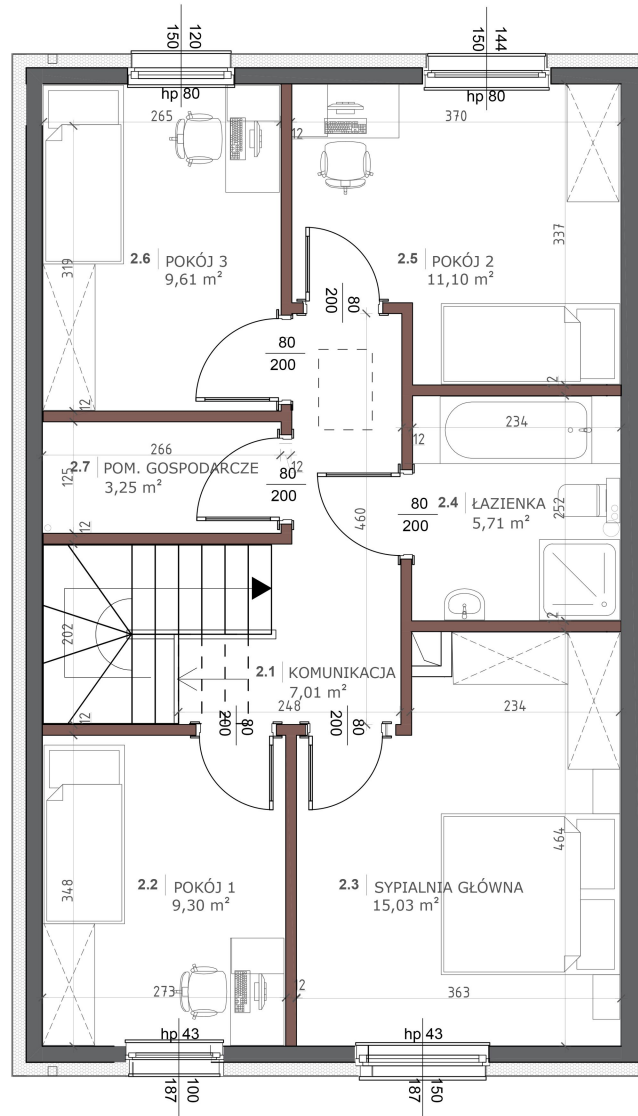 120
150
144
150
hp 80
hp 80
265
12
370
2.6 POKÓJ 3
9,61 m²
319
2.5 POKÓJ 2
11,10 m²
337
80
200
80
200
12
2
266
12
12
234
2.7 POM. GOSPODARCZE
3,25 m²
125
80
200
80
200
2.4 ŁAZIENKA
5,71 m²
252
460
12
202
2
2.1 KOMUNIKACJA
7,01 m²
248
234
12
80
200
80
200
464
2.2 POKÓJ 1
9,30 m²
348
2.3 SYPIALNIA GŁÓWNA
15,03 m²
273
2
363
hp 43
hp 43
100
187
150
187